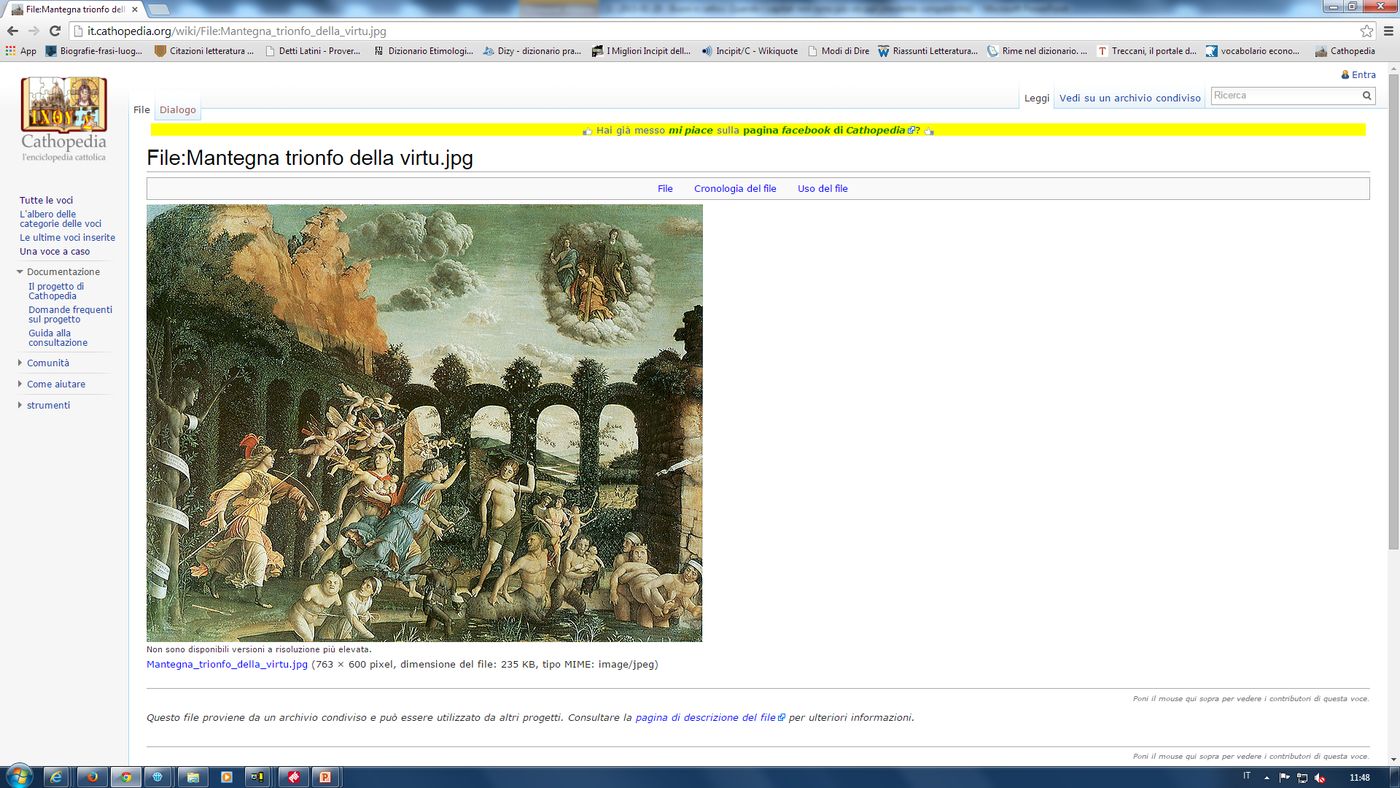 File:Mantegna trionfo del
it.cathopedia.org/wiki/File:Mantegna_trionfo_della_virtu.jpg
App
Biografie-frasi-luog...
Citazioni letteratura ...
Detti Latini - Prover...
Dizionario Etimologi...
Dizy - dizionario pra...
I Migliori Incipit dell...
Incipit/C - Wikiquote
Modi di Dire
Riassunti Letteratura...
Rime nel dizionario. ...
Treccani, il portale d...
vocabolario econo...
Cathopedia
Entra
Cathopedia
l'enciclopedia cattolica
File
Dialogo
Leggi
Vedi su un archivio condiviso
Ricerca
Hai già messo mi piace sulla pagina facebook di Cathopedia?
File:Mantegna trionfo della virtu.jpg
File Cronologia del file Uso del file
Tutte le voci
L'albero delle
categorie delle voci
Le ultime voci inserite
Una voce a caso
Documentazione
Il progetto di
Cathopedia
Domande frequenti
sul progetto
Guida alla
consultazione
Comunità
Come aiutare
strumenti
Non sono disponibili versioni a risoluzione più elevata.
Mantegna_trionfo_della_virtu.jpg (763 × 600 pixel, dimensione del file: 235 KB, tipo MIME: image/jpeg)
Poni il mouse qui sopra per vedere i contributori di questa voce.
Questo file proviene da un archivio condiviso e può essere utilizzato da altri progetti. Consultare la pagina di descrizione del file per ulteriori informazioni.
Poni il mouse qui sopra per vedere i contributori di questa voce.
IT
11:48